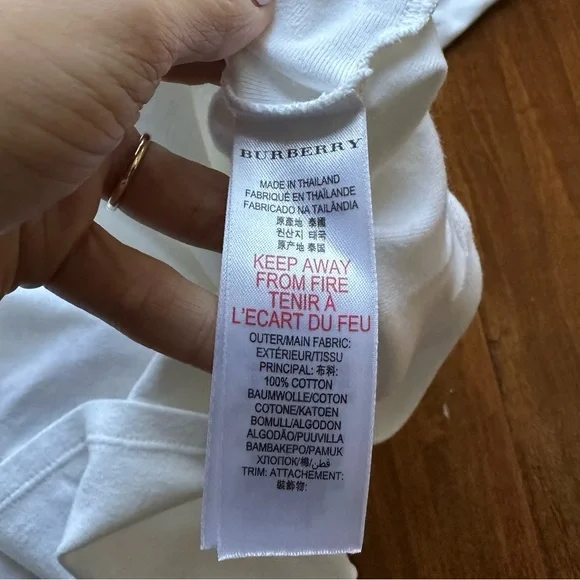 BURBERRY
MADE IN THAILAND
FABRIQUÉ EN THAÏLANDE
FABRICADO NA TAILÂNDIA
原產地 泰國
원산지 태국
原产地 泰国
KEEP AWAY
FROM FIRE
TENIR À
L'ECART DU FEU
OUTER/MAIN FABRIC:
EXTÉRIEUR/TISSU
PRINCIPAL: 布料:
100% COTTON
BAUMWOLLE/COTON
COTONE/KATOEN
BOMULL/ALGODON
ALGODÃO/PUUVILLA
BAMBAKEPO/PAMUK
ХЛОПОК/棉/قطن
TRIM: ATTACHEMENT:
裝飾物: